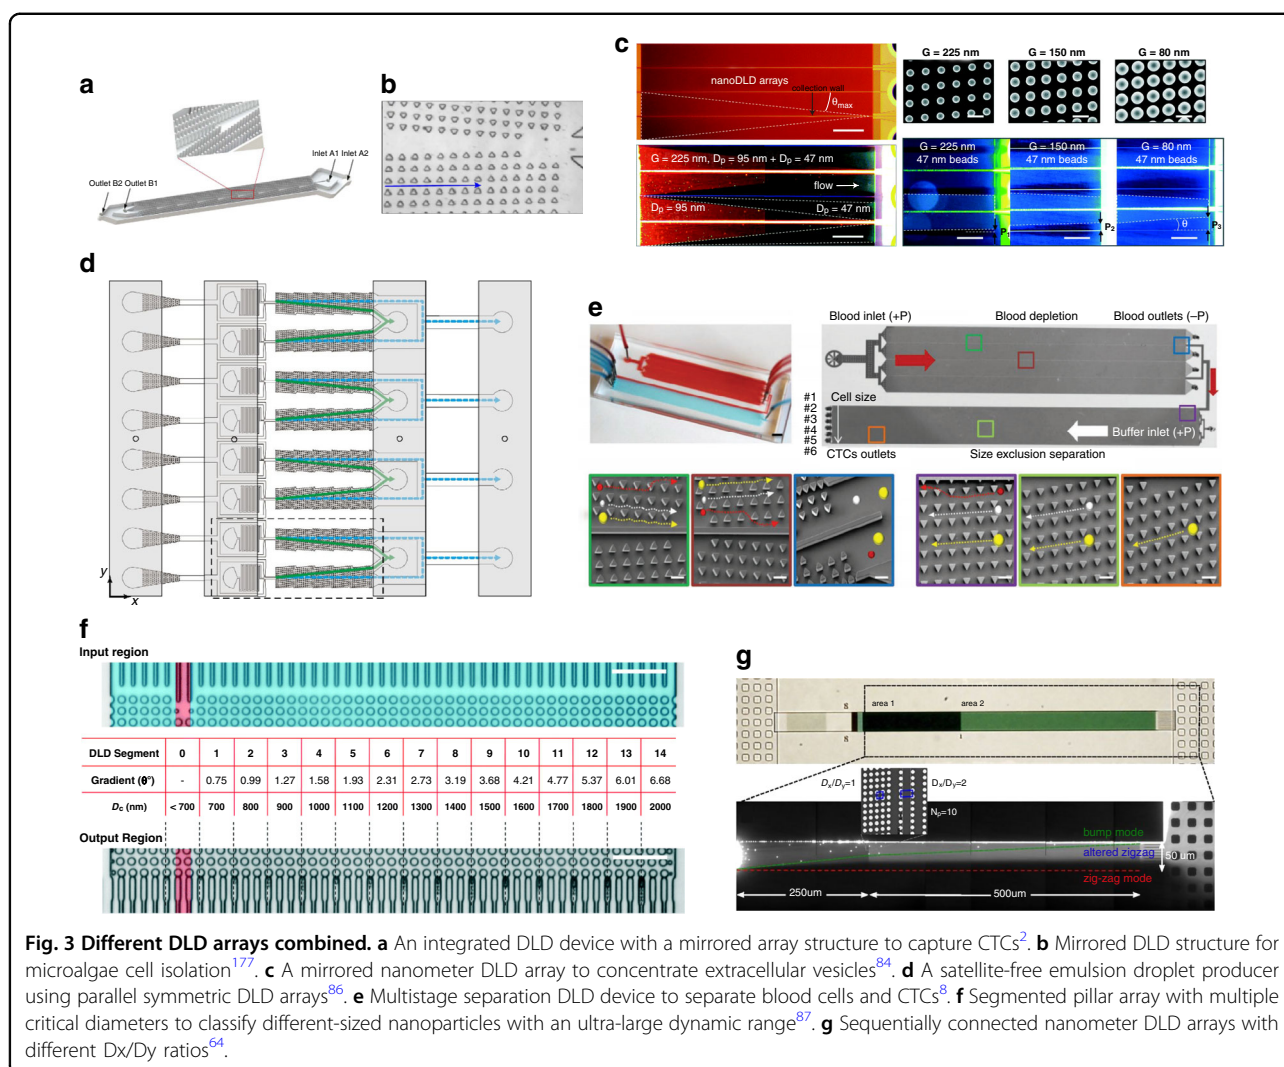 a
Inlet A1 Inlet A2
Outlet B2 Outlet B1
b
c
nanoDLD arrays
collection wall
θmax
G = 225 nm G = 150 nm G = 80 nm
G = 225 nm, Dp = 95 nm + Dp = 47 nm
flow
Dp = 95 nm Dp = 47 nm
G = 225 nm G = 150 nm G = 80 nm
47 nm beads 47 nm beads 47 nm beads
P1 P2 θ P3
d
y
x
e
Blood inlet (+P) Blood depletion Blood outlets (–P)
#1 Cell size
#2
#3
#4
#5 Buffer inlet (+P)
#6 CTCs outlets Size exclusion separation
f
Input region
DLD Segment 0 1 2 3 4 5 6 7 8 9 10 11 12 13 14
Gradient (θ°) - 0.75 0.99 1.27 1.58 1.93 2.31 2.73 3.19 3.68 4.21 4.77 5.37 6.01 6.68
Dc (nm) < 700 700 800 900 1000 1100 1200 1300 1400 1500 1600 1700 1800 1900 2000
Output Region
g
area 1 area 2
Dx/Dy=1 Dx/Dy=2
Np=10
bump mode
altered zigzag
50 um
zig-zag mode
250um 500um
Fig. 3 Different DLD arrays combined. a An integrated DLD device with a mirrored array structure to capture CTCs2. b Mirrored DLD structure for
microalgae cell isolation177. c A mirrored nanometer DLD array to concentrate extracellular vesicles84. d A satellite-free emulsion droplet producer
using parallel symmetric DLD arrays86. e Multistage separation DLD device to separate blood cells and CTCs8. f Segmented pillar array with multiple
critical diameters to classify different-sized nanoparticles with an ultra-large dynamic range87. g Sequentially connected nanometer DLD arrays with
different Dx/Dy ratios64.